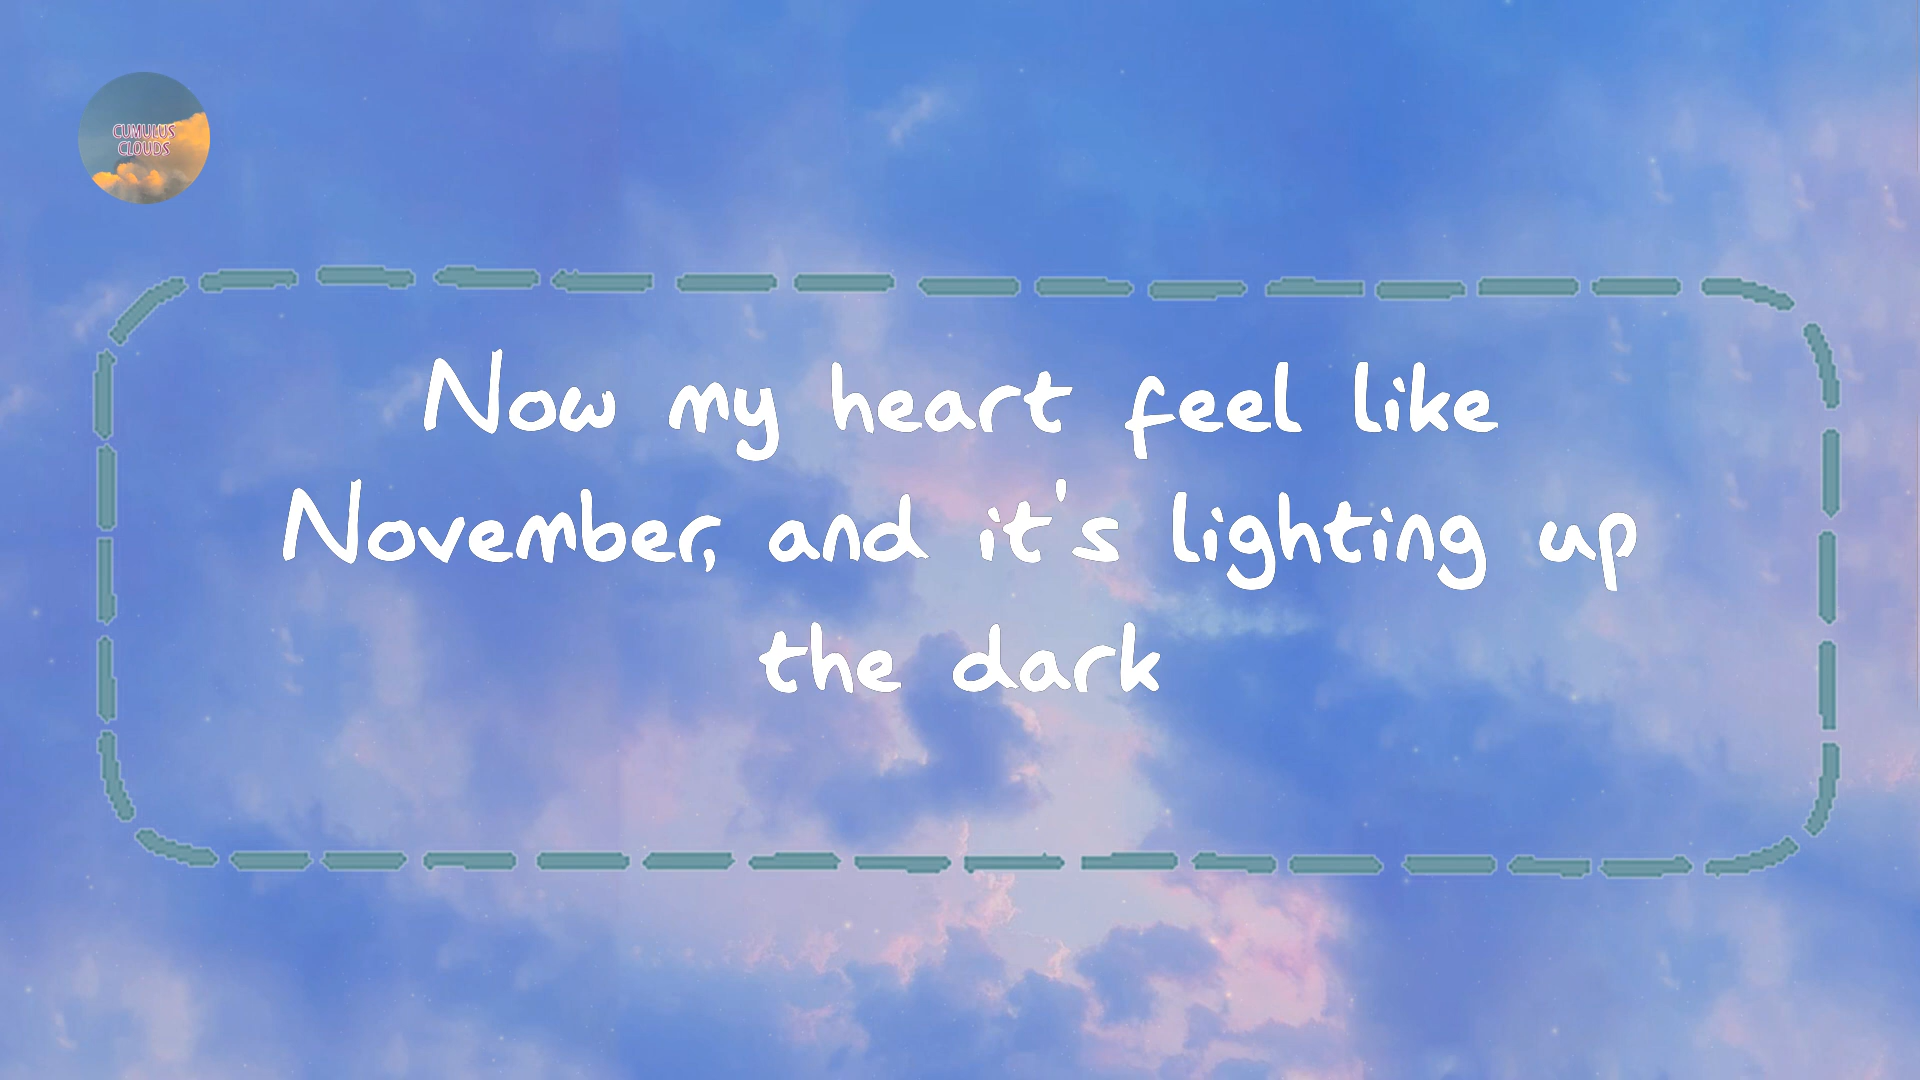 CUMULUS
CLOUDS
Now my heart feel like
November, and it's lighting up
the dark